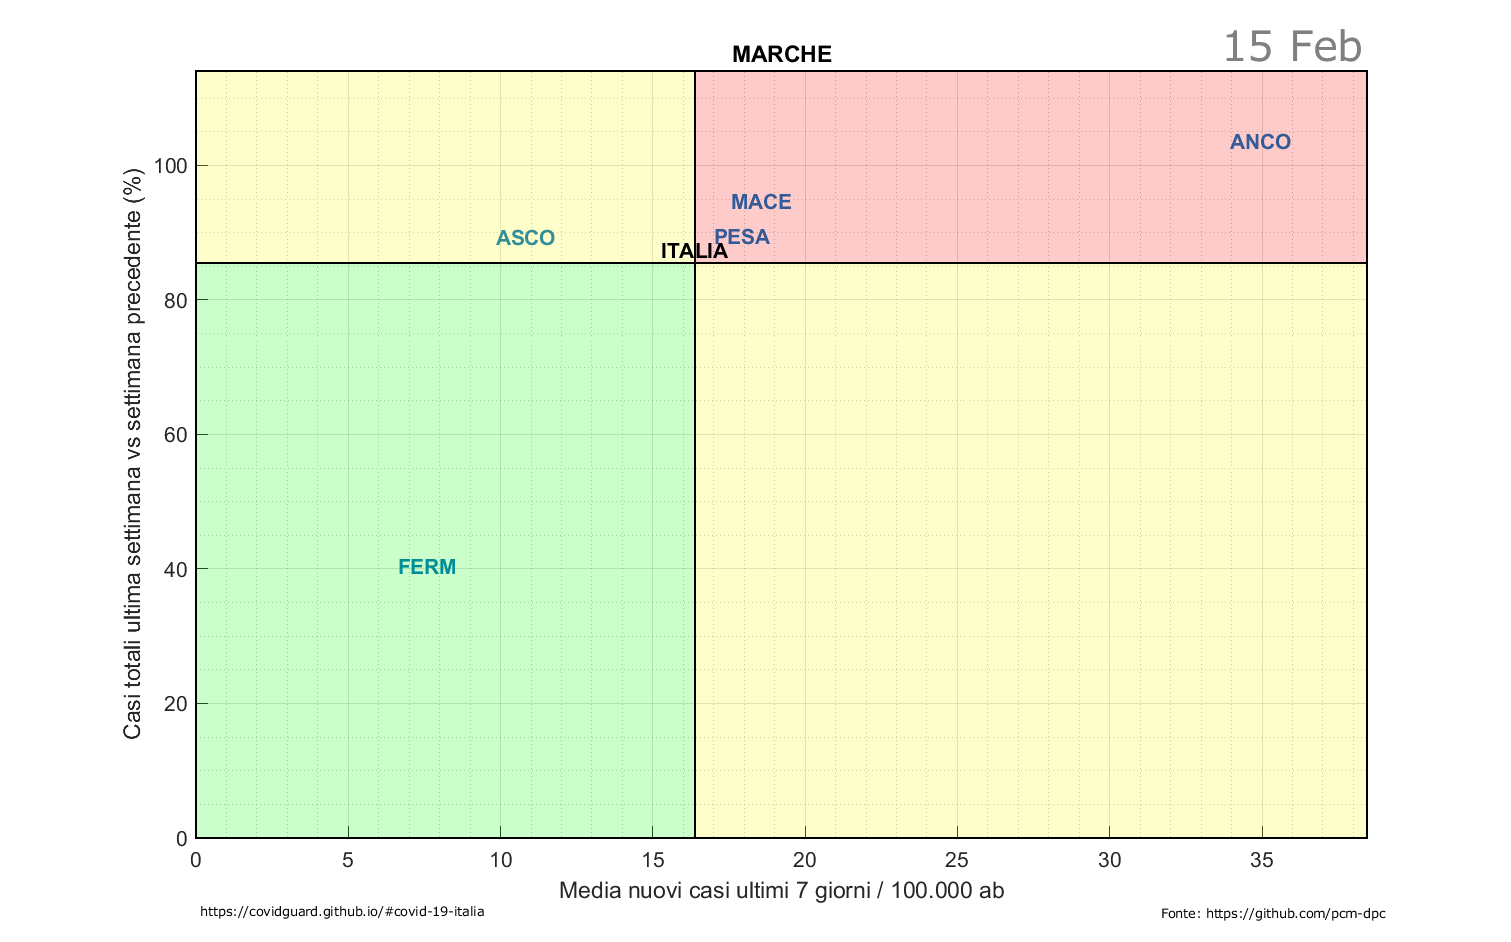 15 Feb
MARCHE
ANCO
MACE
PESA
ASCO
ITALIA
FERM
Casi totali ultima settimana vs settimana precedente (%)
100
80
60
40
20
0
0 5 10 15 20 25 30 35
Media nuovi casi ultimi 7 giorni / 100.000 ab
https://covidguard.github.io/#covid-19-italia
Fonte: https://github.com/pcm-dpc